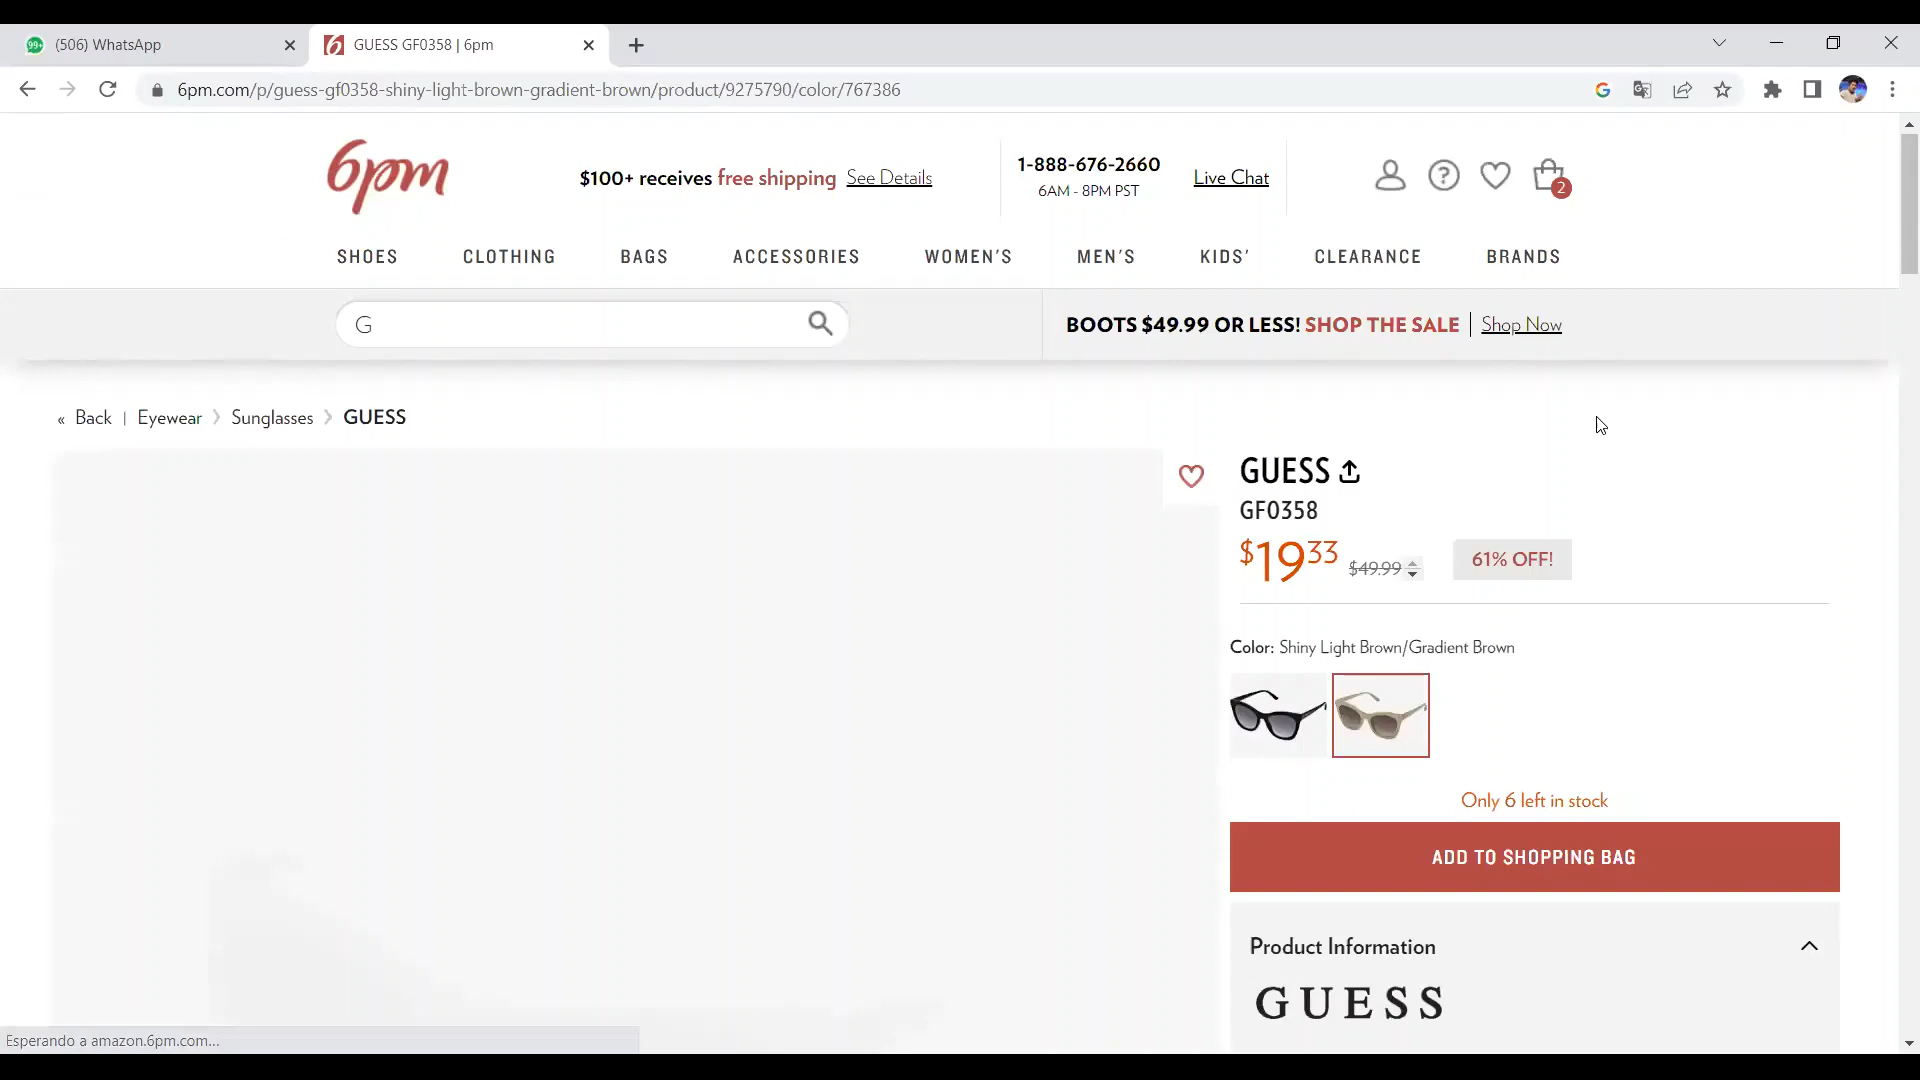 99+ (506) WhatsApp
GUESS GF0358 | 6pm
6pm.com/p/guess-gf0358-shiny-light-brown-gradient-brown/product/9275790/color/767386
6pm
$100+ receives free shipping See Details
1-888-676-2660
6AM - 8PM PST
Live Chat
2
SHOES CLOTHING BAGS ACCESSORIES WOMEN'S MEN'S KIDS' CLEARANCE BRANDS
G
BOOTS $49.99 OR LESS! SHOP THE SALE | Shop Now
« Back | Eyewear > Sunglasses > GUESS
GUESS
GF0358
$19.33 $49.99 61% OFF!
Color: Shiny Light Brown/Gradient Brown
Only 6 left in stock
ADD TO SHOPPING BAG
Product Information
GUESS
Esperando a amazon.6pm.com...